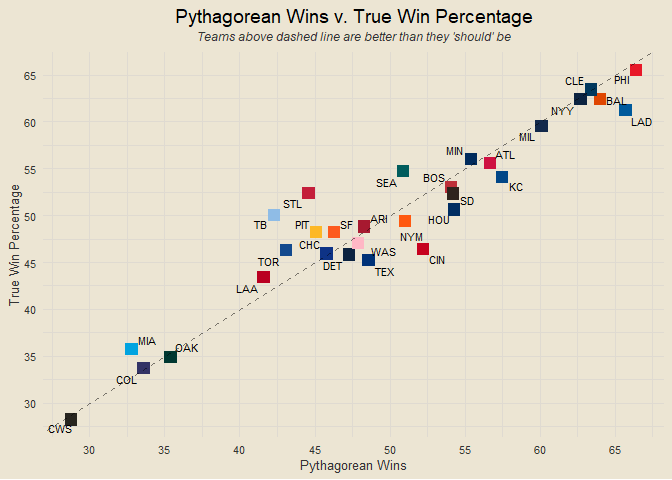 Pythagorean Wins v. True Win Percentage
Teams above dashed line are better than they 'should' be
True Win Percentage
65
60
55
50
45
40
35
30
CLE
PHI
BAL
NYY
LAD
MIL
MIN
ATL
SEA
BOS
KC
STL
SD
TB
PIT
SF
ARI
HOU
NYM
CHC
WAS
TOR
DET
TEX
CIN
LAA
MIA
OAK
COL
CWS
30
35
40
45
50
55
60
65
Pythagorean Wins